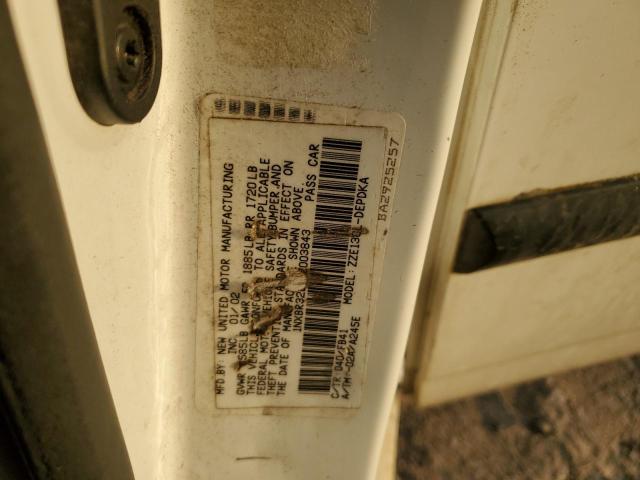 MFD BY NEW UNITED MOTOR MANUFACTURING
INC 01/02
GVWR 3585LB GAWR 1885LB RR 1720LB
THIS VEHICLE CONFORMS TO ALL APPLICABLE
FEDERAL MOTOR VEHICLE SAFETY, BUMPER, AND
THEFT PREVENTION STANDARDS IN EFFECT ON
THE DATE OF MANUFACTURE SHOWN ABOVE.
PASS CAR
MODEL: ZZE130L-DEPDKA
C/TR 040/FB41
A/TM -02A/A245E
BA2925257